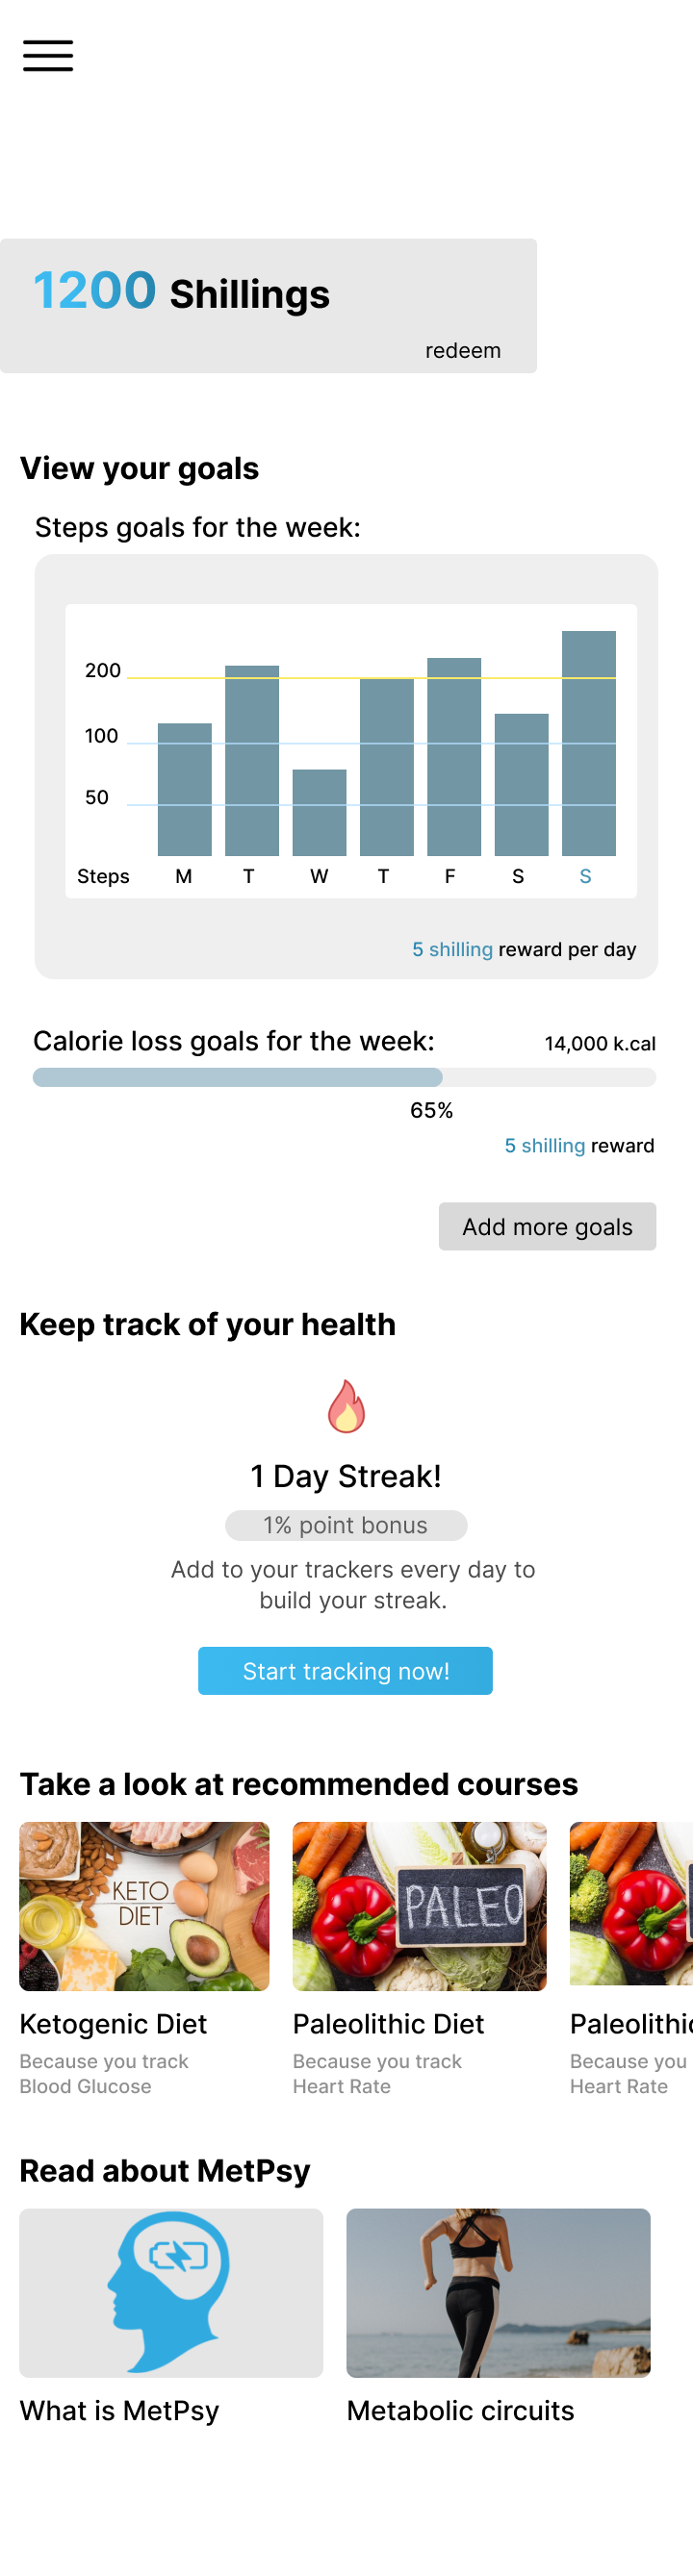 1200 Shillings
redeem
View your goals
Steps goals for the week:
200
100
50
Steps M T W T F S S
5 shilling reward per day
Calorie loss goals for the week: 14,000 k.cal
65%
5 shilling reward
Add more goals
Keep track of your health
1 Day Streak!
1% point bonus
Add to your trackers every day to
build your streak.
Start tracking now!
Take a look at recommended courses
KETO
DIET
PALEO
Ketogenic Diet
Because you track
Blood Glucose
Paleolithic Diet
Because you track
Heart Rate
Paleolithic
Because you
Heart Rate
Read about MetPsy
What is MetPsy
Metabolic circuits